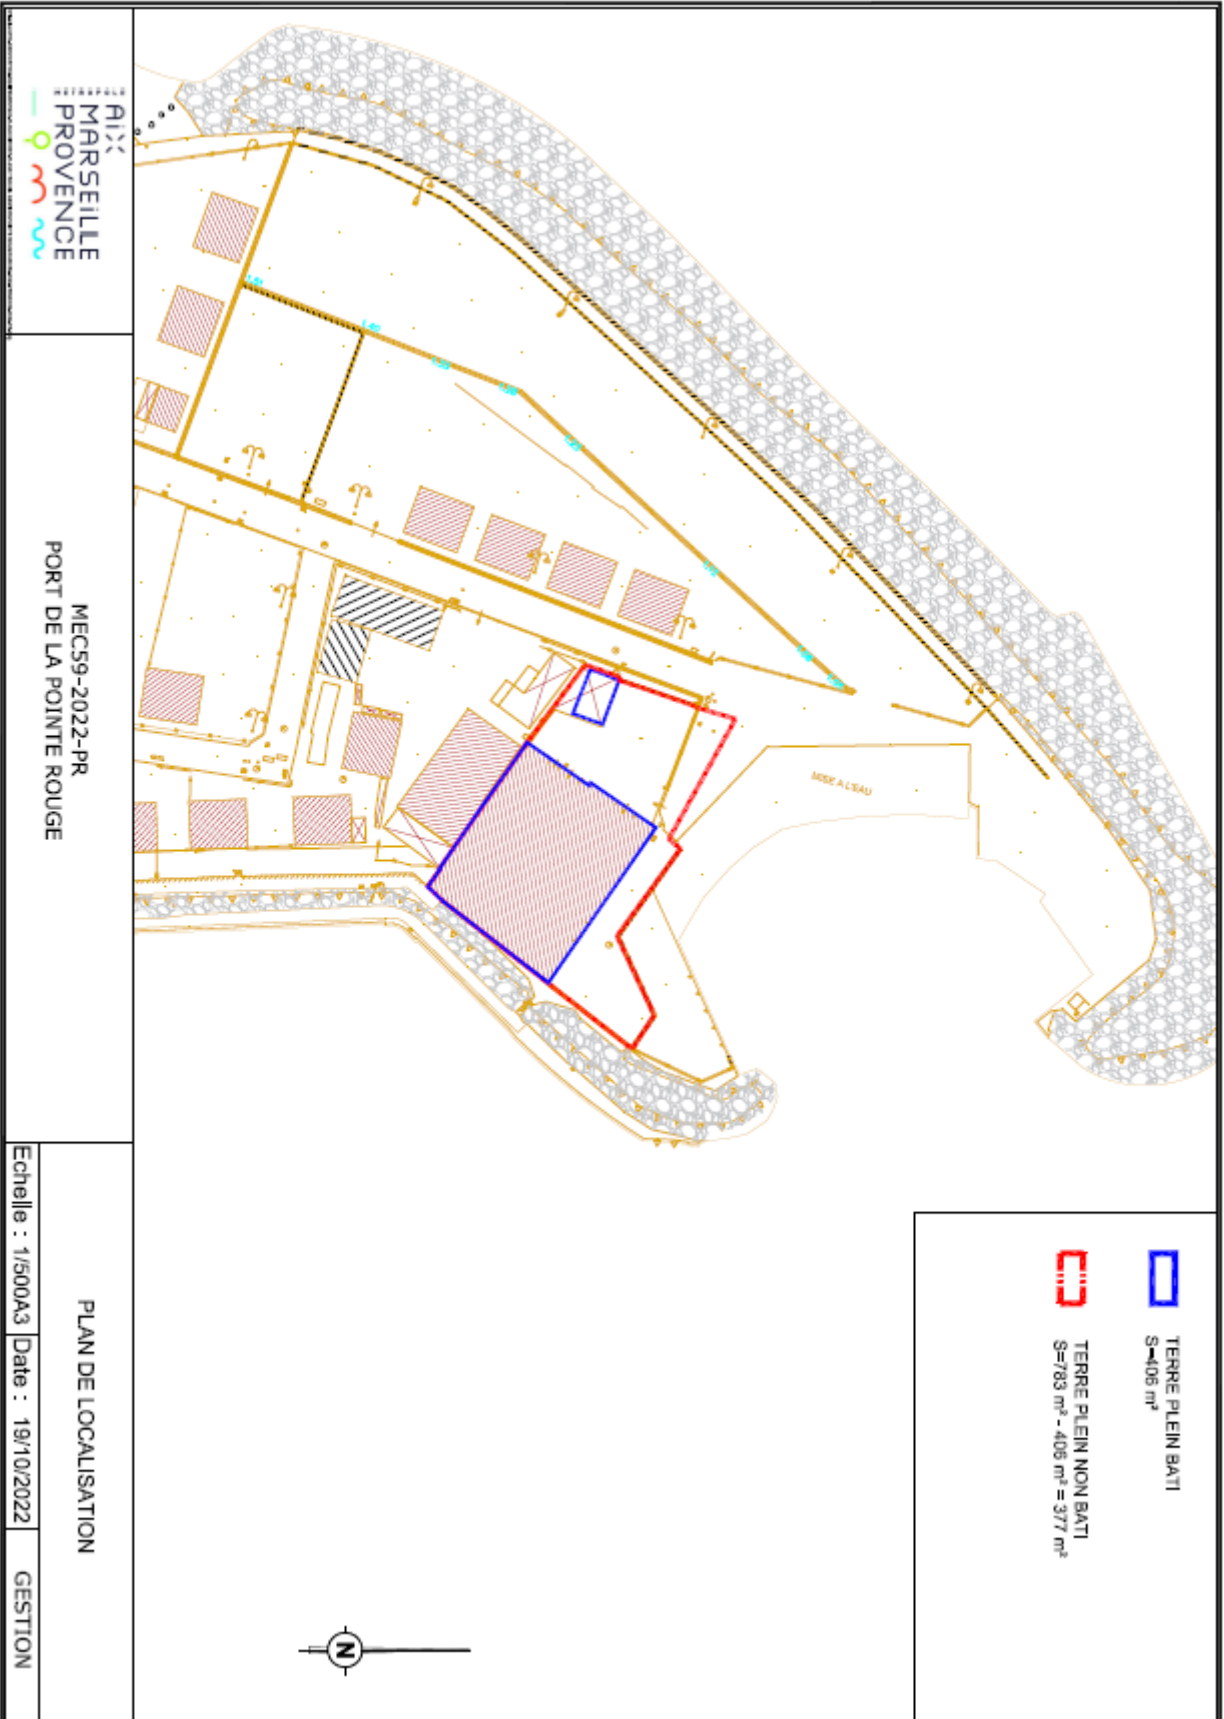 TERRE PLEIN BATI
S=406 m²
TERRE PLEIN NON BATI
S=783 m² - 406 m² = 377 m²
MISE A L'EAU
N
AiX
MARSEiLLE
PROVENCE
MEC59-2022-PR
PORT DE LA POINTE ROUGE
PLAN DE LOCALISATION
Echelle : 1/500A3
Date : 19/10/2022
GESTION